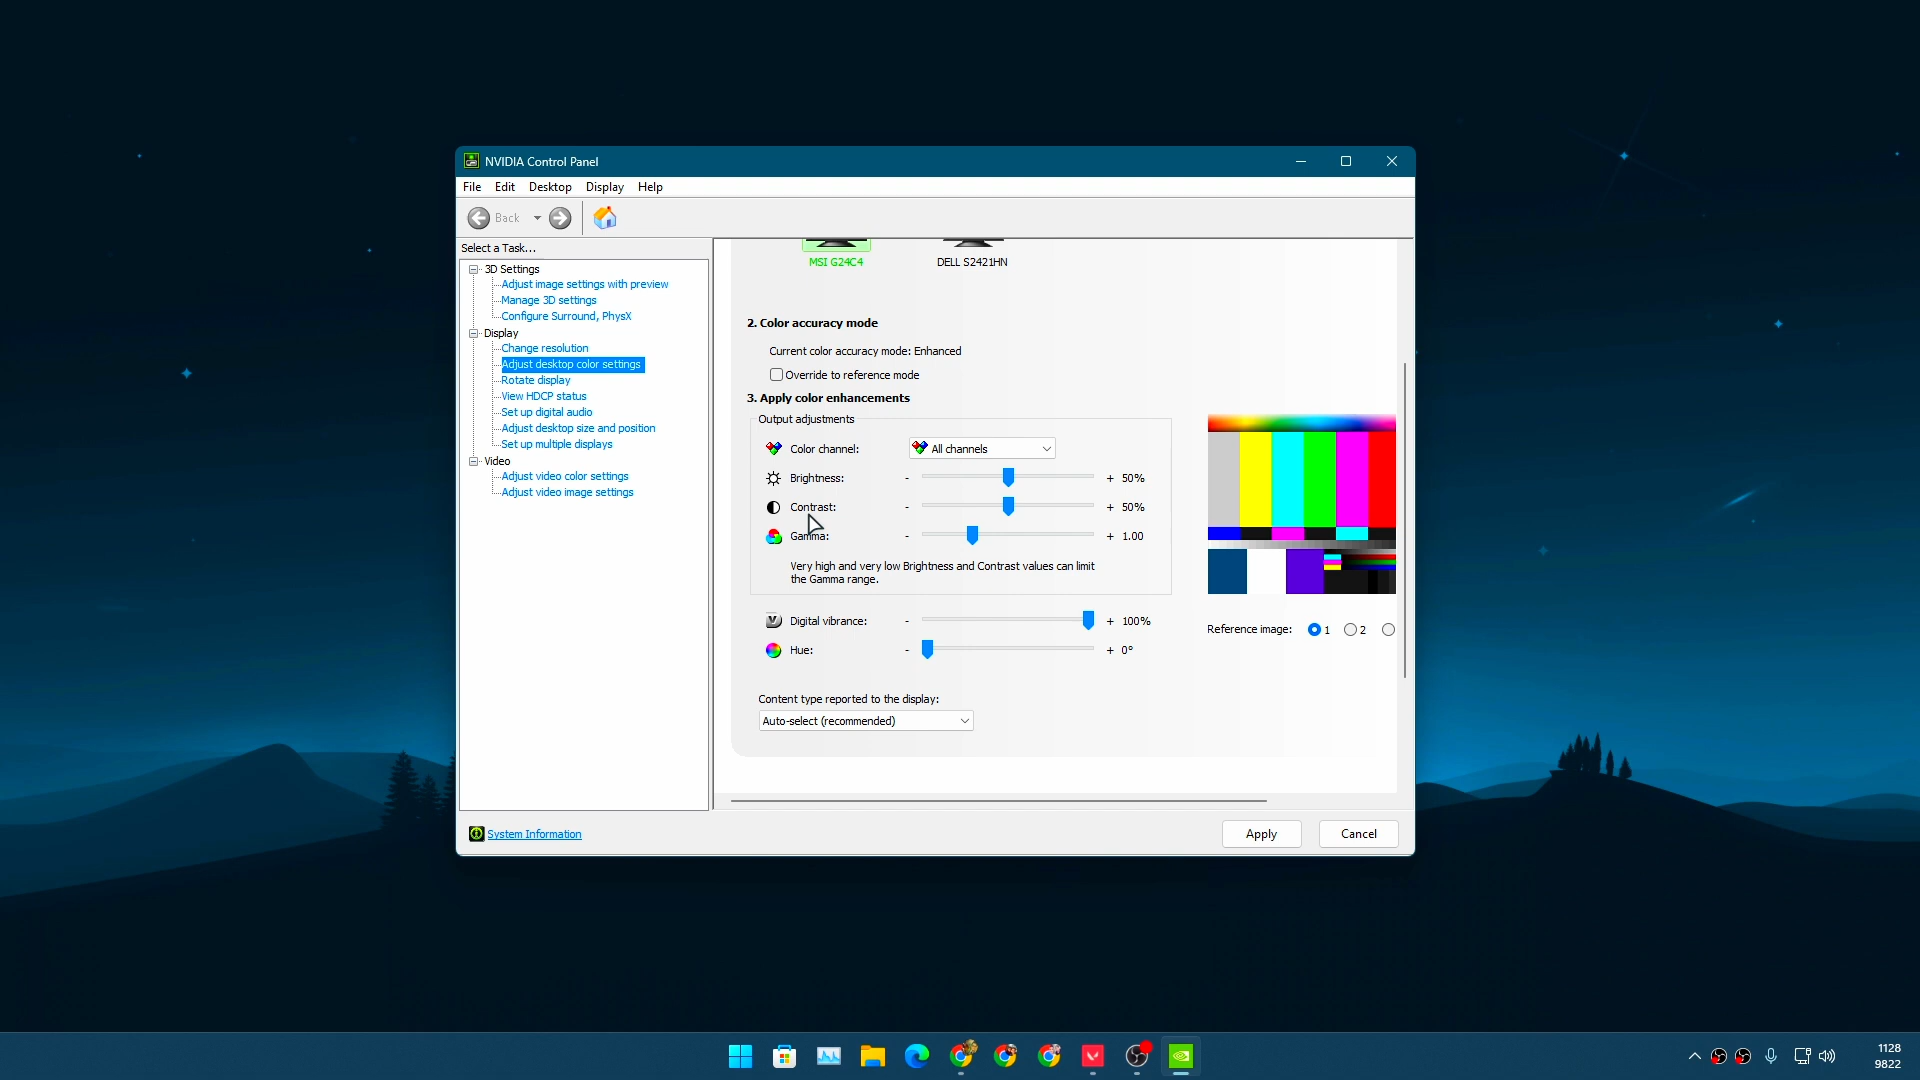 NVIDIA Control Panel
File Edit Desktop Display Help
Back
Select a Task...
3D Settings
Adjust image settings with preview
Manage 3D settings
Configure Surround, PhysX
Display
Change resolution
Adjust desktop color settings
Rotate display
View HDCP status
Set up digital audio
Adjust desktop size and position
Set up multiple displays
Video
Adjust video color settings
Adjust video image settings
System Information
MSI G24C4 DELL S2421HN
2. Color accuracy mode
Current color accuracy mode: Enhanced
Override to reference mode
3. Apply color enhancements
Output adjustments
Color channel: All channels
Brightness: - + 50%
Contrast: - + 50%
Gamma: - + 1.00
Very high and very low Brightness and Contrast values can limit
the Gamma range.
Digital vibrance: - + 100%
Hue: - + 0°
Reference image: 1 2
Content type reported to the display:
Auto-select (recommended)
Apply Cancel
1128
9822